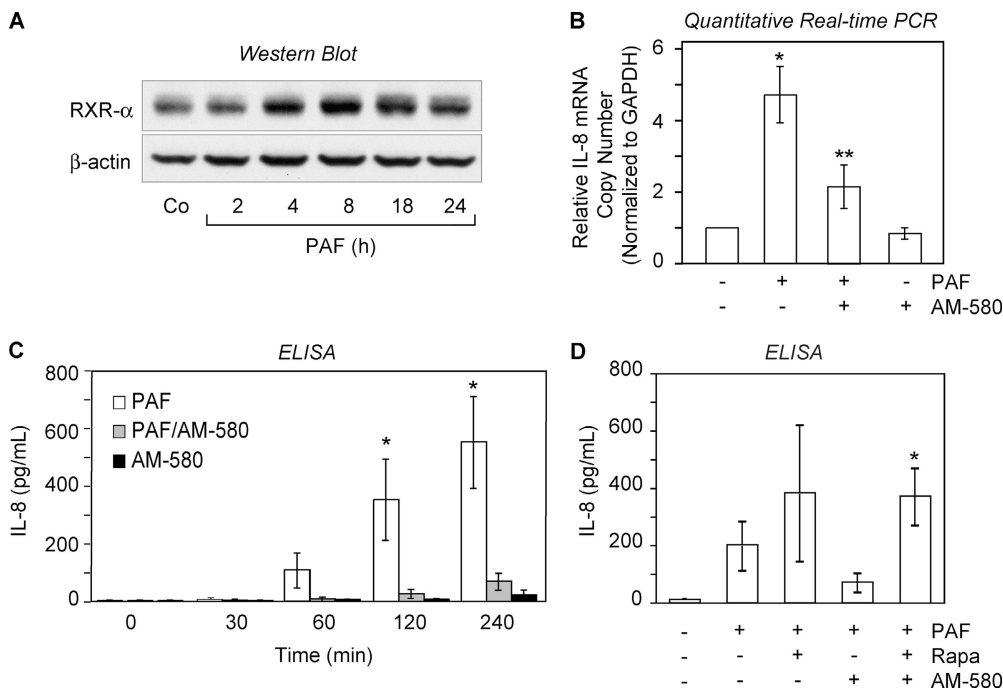 A
Western Blot
RXR-α
β-actin
Co 2 4 8 18 24
PAF (h)
B
Quantitative Real-time PCR
Relative IL-8 mRNA
Copy Number
(Normalized to GAPDH)
6
4
2
0
*
**
- + + - PAF
- - + + AM-580
C
ELISA
IL-8 (pg/mL)
800
600
400
200
0
PAF
PAF/AM-580
AM-580
*
*
0 30 60 120 240
Time (min)
D
ELISA
IL-8 (pg/mL)
800
600
400
200
0
*
- + + + + PAF
- - + - + Rapa
- - - + + AM-580